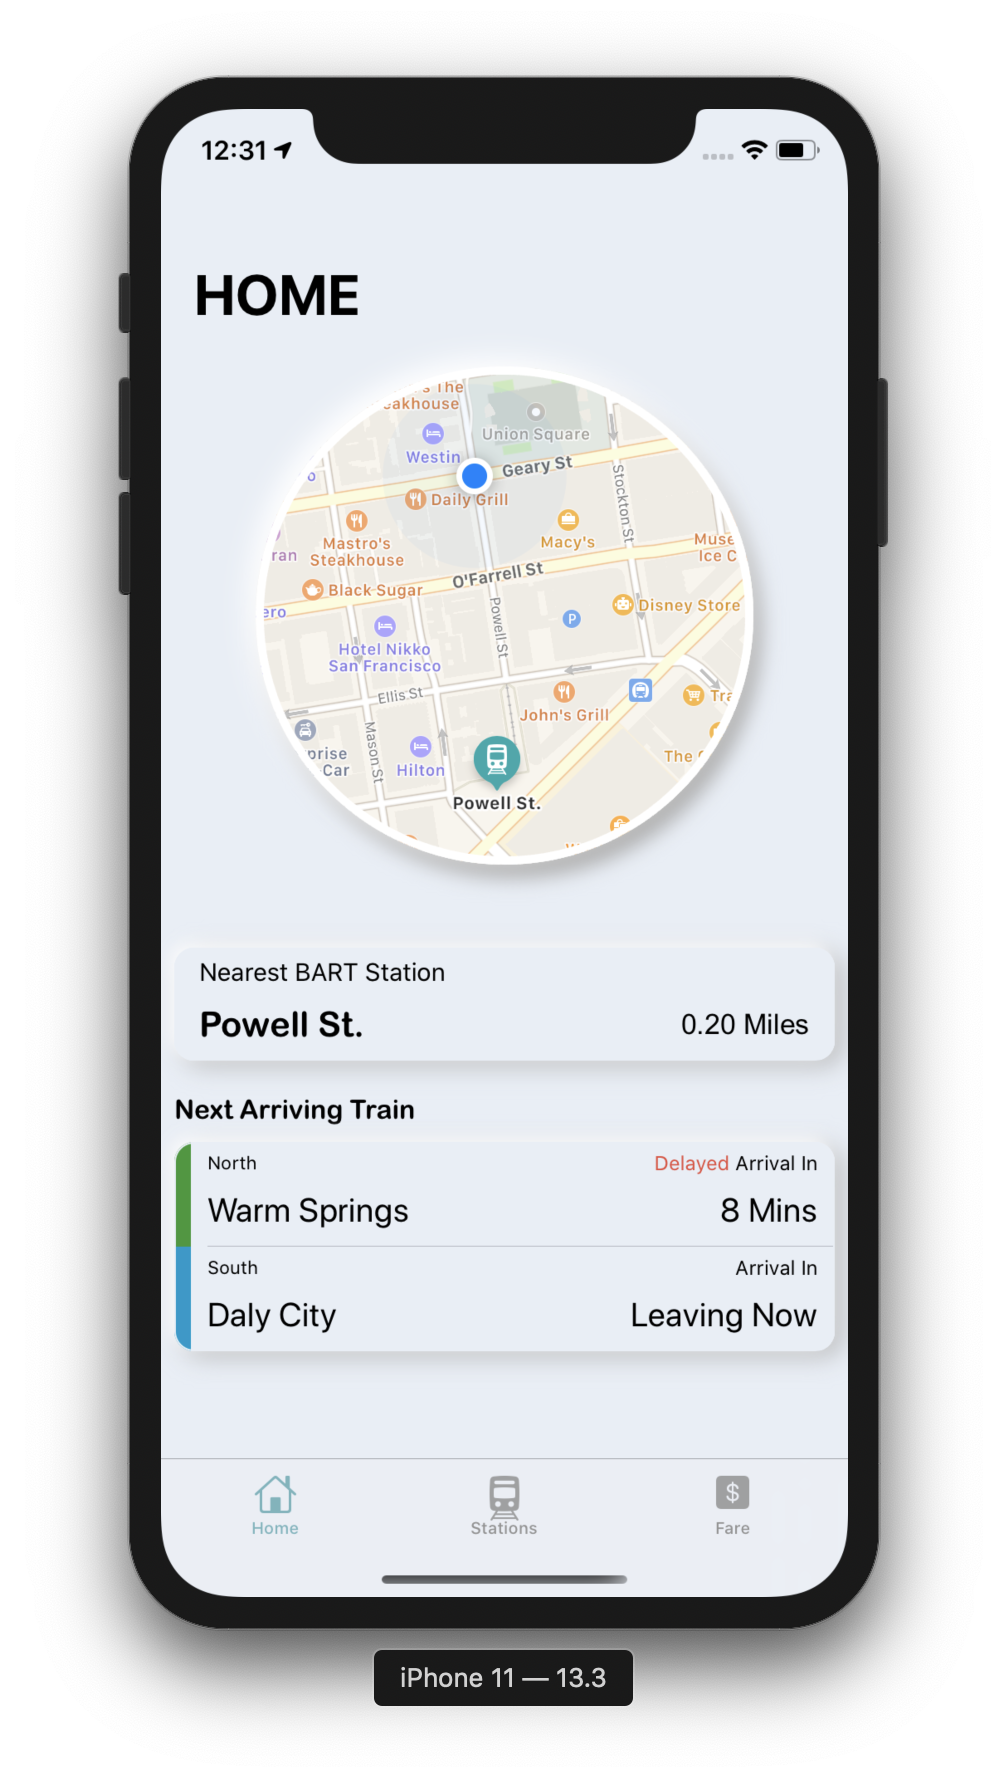 12:31
HOME
s The
eakhouse
Union Square
Westin
Geary St
Daily Grill
Stockton St
Mastro's
Steakhouse
Macy's
Muse
Ice C
ran
O'Farrell St
Black Sugar
Disney Store
ero
P
Powell St
Hotel Nikko
San Francisco
Ellis St
John's Grill
Tra
Mason St
prise
Car
Hilton
The
Powell St.
Nearest BART Station
Powell St. 0.20 Miles
Next Arriving Train
North Delayed Arrival In
Warm Springs 8 Mins
South Arrival In
Daly City Leaving Now
$
Home Stations Fare
iPhone 11 — 13.3